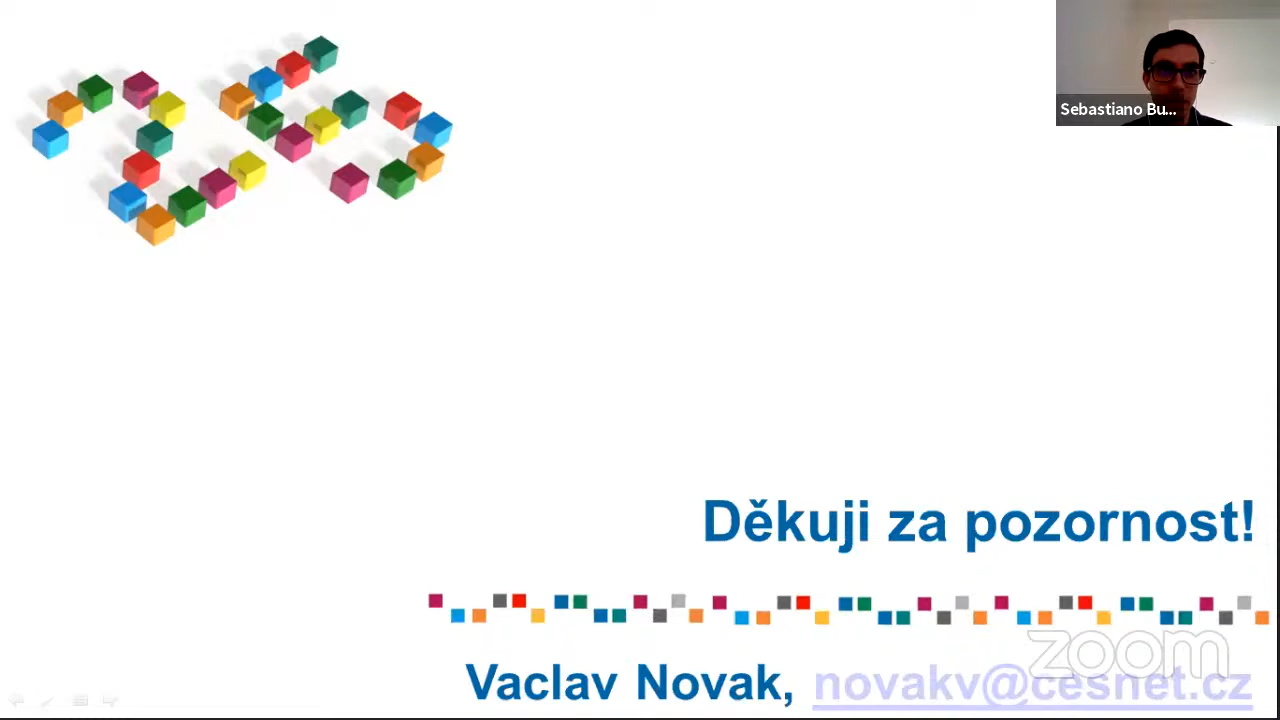 Sebastiano Bu...
Děkuji za pozornost!
zoom
Vaclav Novak, novakv@cesnet.cz